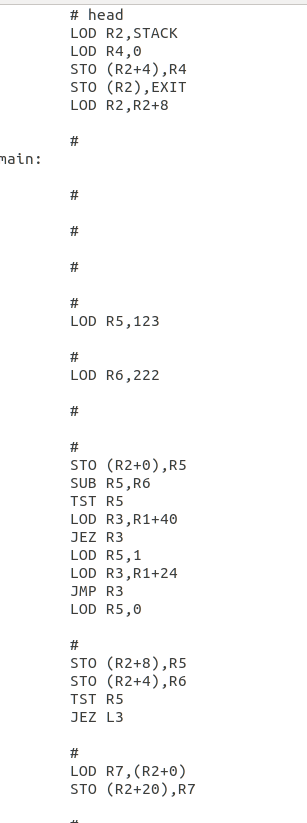 # head
LOD R2,STACK
LOD R4,0
STO (R2+4),R4
STO (R2),EXIT
LOD R2,R2+8
#
main:
#
#
#
#
LOD R5,123
#
LOD R6,222
#
#
STO (R2+0),R5
SUB R5,R6
TST R5
LOD R3,R1+40
JEZ R3
LOD R5,1
LOD R3,R1+24
JMP R3
LOD R5,0
#
STO (R2+8),R5
STO (R2+4),R6
TST R5
JEZ L3
#
LOD R7,(R2+0)
STO (R2+20),R7
#